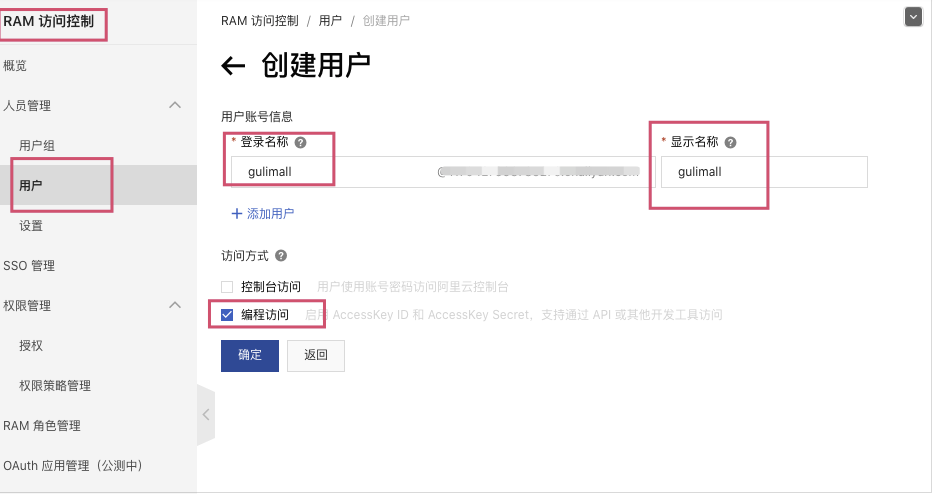 RAM 访问控制
概览
人员管理
用户组
用户
设置
SSO 管理
权限管理
授权
权限策略管理
RAM 角色管理
OAuth 应用管理（公测中）
RAM 访问控制 / 用户 / 创建用户
← 创建用户
用户账号信息
* 登录名称 ? * 显示名称 ?
gulimall @ gulimall
+ 添加用户
访问方式 ?
控制台访问 用户使用账号密码访问阿里云控制台
编程访问 启用 AccessKey ID 和 AccessKey Secret，支持通过 API 或其他开发工具访问
确定 返回